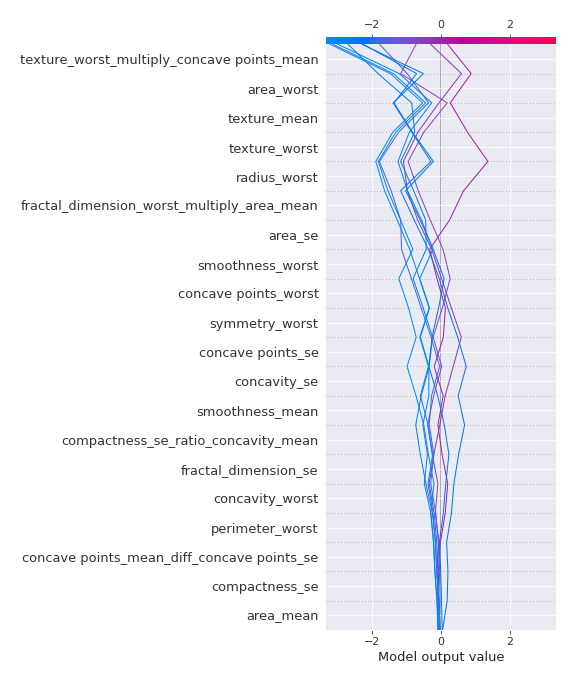 −2 0 2
texture_worst_multiply_concave points_mean
area_worst
texture_mean
texture_worst
radius_worst
fractal_dimension_worst_multiply_area_mean
area_se
smoothness_worst
concave points_worst
symmetry_worst
concave points_se
concavity_se
smoothness_mean
compactness_se_ratio_concavity_mean
fractal_dimension_se
concavity_worst
perimeter_worst
concave points_mean_diff_concave points_se
compactness_se
area_mean
−2 0 2
Model output value